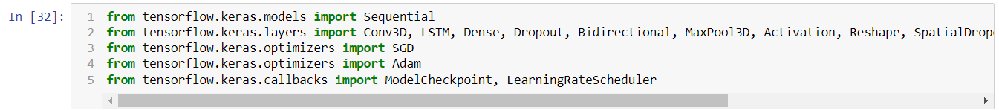 In [32]:
1 from tensorflow.keras.models import Sequential
2 from tensorflow.keras.layers import Conv3D, LSTM, Dense, Dropout, Bidirectional, MaxPool3D, Activation, Reshape,
3 from tensorflow.keras.optimizers import SGD
4 from tensorflow.keras.optimizers import Adam
5 from tensorflow.keras.callbacks import ModelCheckpoint, LearningRateScheduler